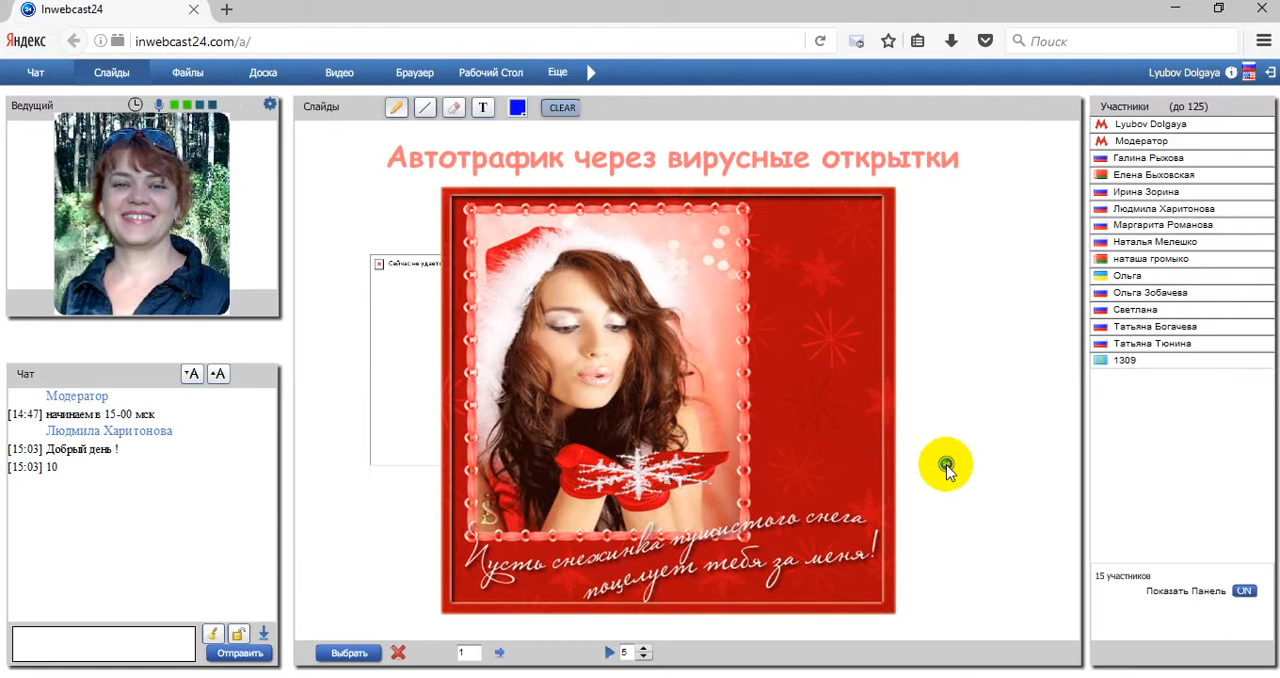 Inwebcast24
Яндекс
inwebcast24.com/a/
Поиск
Чат
Слайды
Файлы
Доска
Видео
Браузер
Рабочий Стол
Еще
Lyubov Dolgaya
Ведущий
Слайды
T
CLEAR
Участники (до 125)
Автотрафик через вирусные открытки
Lyubov Dolgaya
Модератор
Галина Рыжова
Елена Быховская
Ирина Зорина
Людмила Харитонова
Маргарита Романова
Наталья Мелешко
наташа громыко
Ольга
Ольга Зобачева
Светлана
Татьяна Богачева
Татьяна Тюнина
1309
Сейчас не удает
Пусть снежинка пушистого снега
поцелует тебя за меня!
Чат
A
A
Модератор
[14:47] начинаем в 15-00 мск
Людмила Харитонова
[15:03] Добрый день !
[15:03] 10
15 участников
Показать Панель
ON
Отправить
Выбрать
1
5